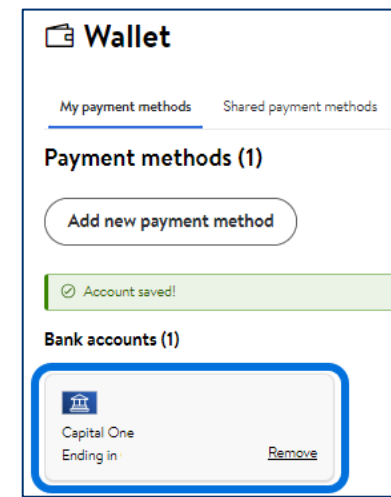 Wallet
My payment methods Shared payment methods
Payment methods (1)
Add new payment method
Account saved!
Bank accounts (1)
Capital One
Ending in Remove